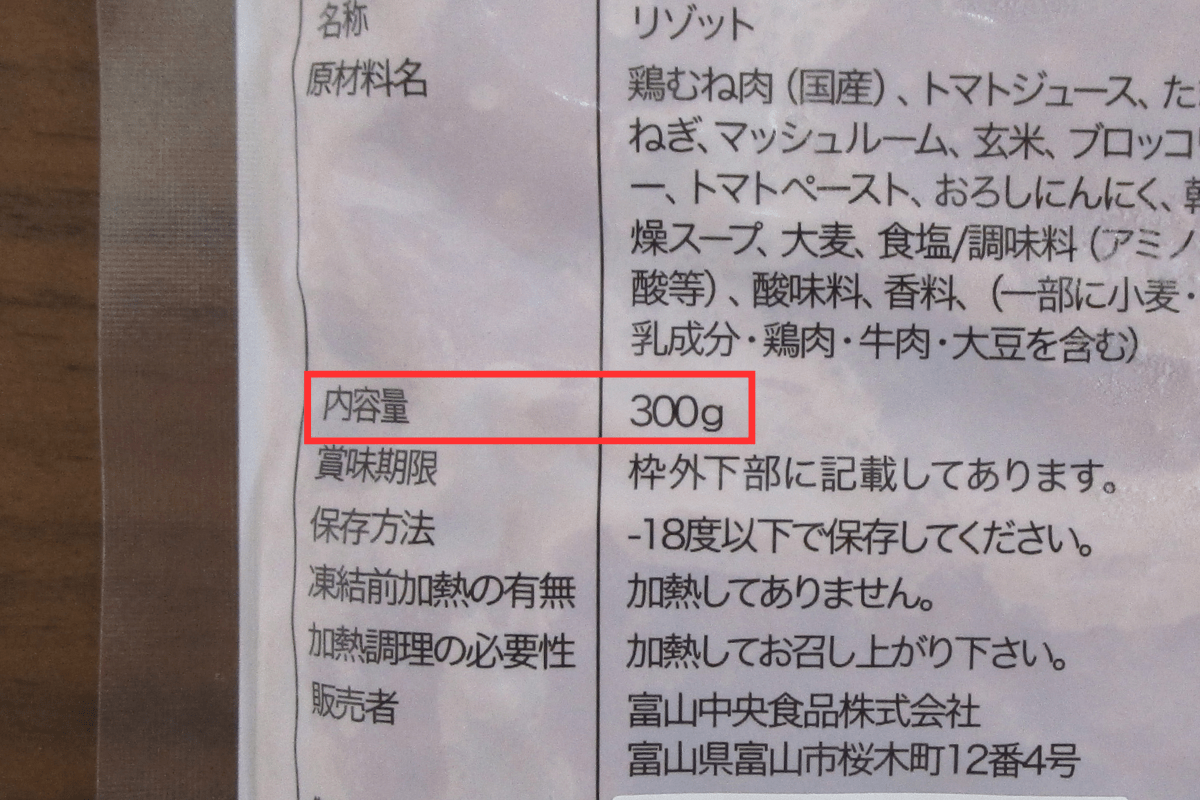 名称 リゾット
原材料名 鶏むね肉（国産）、トマトジュース、た
ねぎ、マッシュルーム、玄米、ブロッコリ
ー、トマトペースト、おろしにんにく、乾
燥スープ、大麦、食塩/調味料（アミノ
酸等）、酸味料、香料、（一部に小麦・
乳成分・鶏肉・牛肉・大豆を含む）
内容量 300g
賞味期限 枠外下部に記載してあります。
保存方法 -18度以下で保存してください。
凍結前加熱の有無 加熱してありません。
加熱調理の必要性 加熱してお召し上がり下さい。
販売者 富山中央食品株式会社
富山県富山市桜木町12番4号